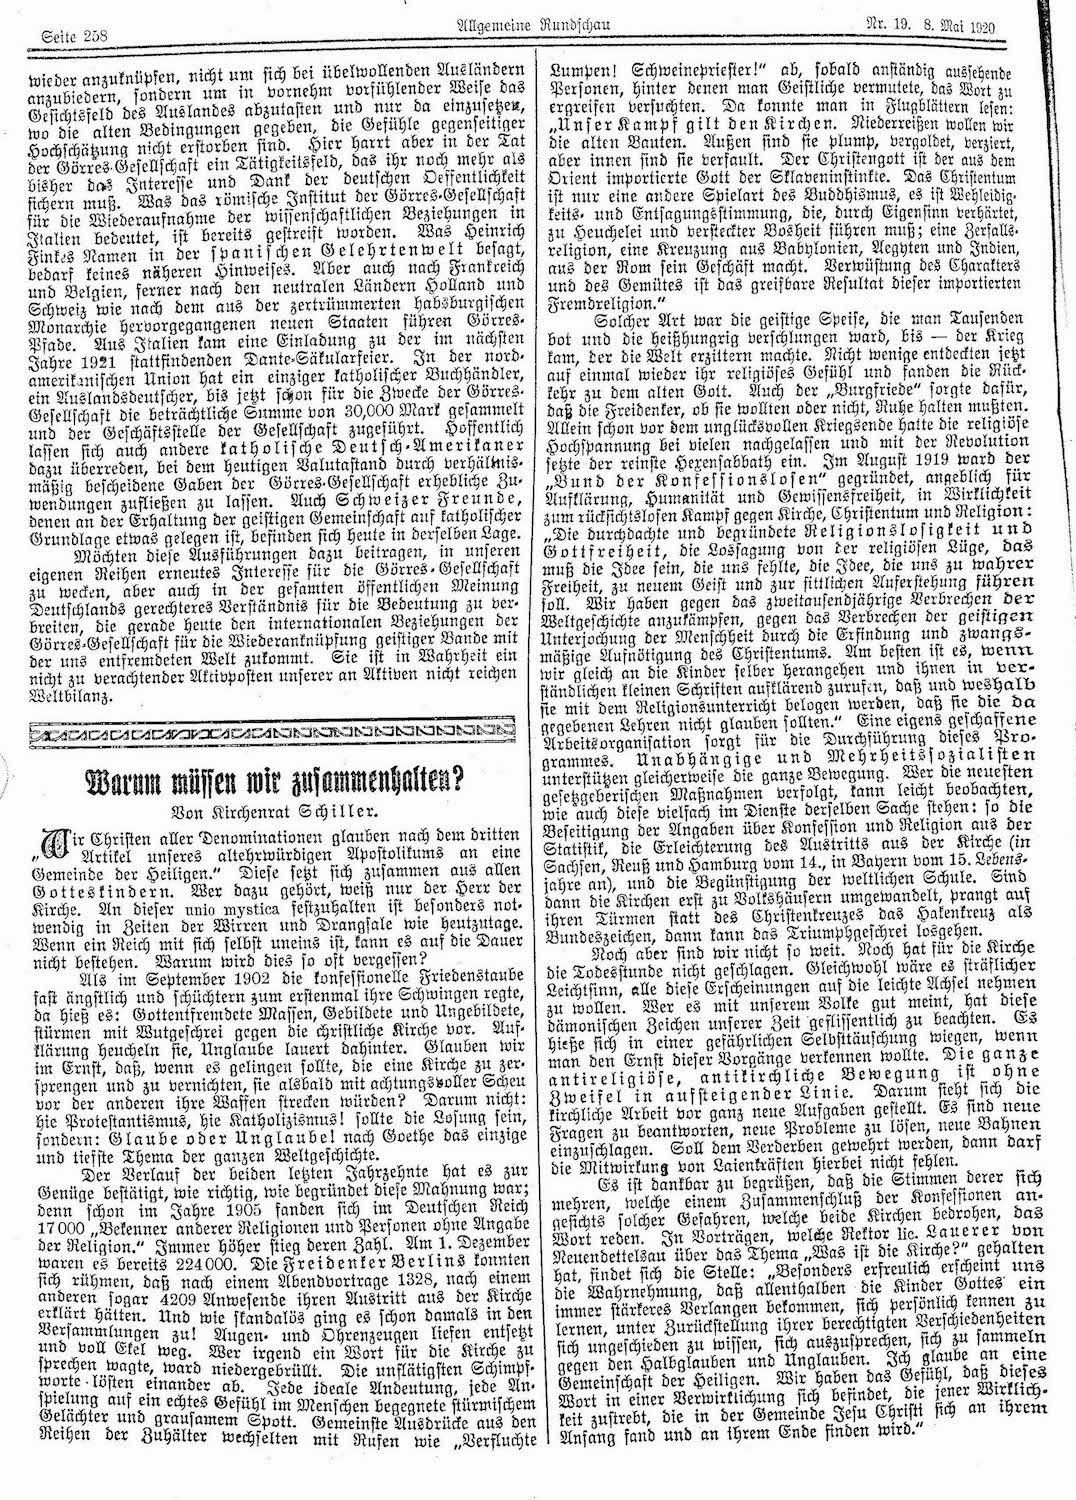 Seite 258
Allgemeine Rundschau
Nr. 19. 8. Mai 1920
wieder anzuknüpfen, nicht um sich bei übelwollenden Ausländern
anzubiedern, sondern um in vornehm vorfühlender Weise das
Gesichtsfeld des Auslandes abzutasten und nur da einzusetzen,
wo die alten Bedingungen gegeben, die Gefühle gegenseitiger
Hochschätzung nicht erstorben sind. Hier harrt aber in der Tat
der Görres-Gesellschaft ein Tätigkeitsfeld, das ihr noch mehr als
bisher das Interesse und Dank der deutschen Oeffentlichkeit
sichern muß. Was das römische Institut der Görres-Gesellschaft
für die Wiederaufnahme der wissenschaftlichen Beziehungen in
Italien bedeutet, ist bereits gestreift worden. Was Heinrich
Finkes Namen in der spanischen Gelehrtenwelt besagt,
bedarf keines näheren Hinweises. Aber auch nach Frankreich
und Belgien, ferner nach den neutralen Ländern Holland und
Schweiz wie nach dem aus der zertrümmerten habsburgischen
Monarchie hervorgegangenen neuen Staaten führen Görres-
Pfade. Aus Italien kam eine Einladung zu der im nächsten
Jahre 1921 stattfindenden Dante-Säkularfeier. In der nord-
amerikanischen Union hat ein einziger katholischer Buchhändler,
ein Auslandsdeutscher, bis jetzt schon für die Zwecke der Görres-
Gesellschaft die beträchtliche Summe von 30,000 Mark gesammelt
und der Geschäftsstelle der Gesellschaft zugeführt. Hoffentlich
lassen sich auch andere katholische Deutsch-Amerikaner
dazu überreden, bei dem heutigen Valutastand durch verhältnis-
mäßig bescheidene Gaben der Görres-Gesellschaft erhebliche Zu-
wendungen zufließen zu lassen. Auch Schweizer Freunde,
denen an der Erhaltung der geistigen Gemeinschaft auf katholischer
Grundlage etwas gelegen ist, befinden sich heute in derselben Lage.
Möchten diese Ausführungen dazu beitragen, in unseren
eigenen Reihen erneutes Interesse für die Görres-Gesellschaft
zu wecken, aber auch in der gesamten öffentlichen Meinung
Deutschlands gerechteres Verständnis für die Bedeutung zu ver-
breiten, die gerade heute den internationalen Beziehungen der
Görres-Gesellschaft für die Wiederanknüpfung geistiger Bande mit
der uns entfremdeten Welt zukommt. Sie ist in Wahrheit ein
nicht zu verachtender Aktivposten unserer an Aktiven nicht reichen
Weltbilanz.
Warum müssen wir zusammenhalten?
Von Kirchenrat Schiller.
„Wir Christen aller Denominationen glauben nach dem dritten
Artikel unseres altehrwürdigen Apostolikums an eine
Gemeinde der Heiligen.“ Diese setzt sich zusammen aus allen
Gotteskindern. Wer dazu gehört, weiß nur der Herr der
Kirche. An dieser unio mystica festzuhalten ist besonders not-
wendig in Zeiten der Wirren und Drangsale wie heutzutage.
Wenn ein Reich mit sich selbst uneins ist, kann es auf die Dauer
nicht bestehen. Warum wird dies so oft vergessen?
Als im September 1902 die konfessionelle Friedenstaube
fast ängstlich und schüchtern zum erstenmal ihre Schwingen regte,
da hieß es: Gottentfremdete Massen, Gebildete und Ungebildete,
stürmen mit Wutgeschrei gegen die christliche Kirche vor. Auf-
klärung heucheln sie, Unglaube lauert dahinter. Glauben wir
im Ernst, daß, wenn es gelingen sollte, die eine Kirche zu zer-
sprengen und zu vernichten, sie alsbald mit achtungsvoller Scheu
vor der anderen ihre Waffen strecken würden? Darum nicht:
hie Protestantismus, hie Katholizismus! sollte die Losung sein,
sondern: Glaube oder Unglaube! nach Goethe das einzige
und tiefste Thema der ganzen Weltgeschichte.
Der Verlauf der beiden letzten Jahrzehnte hat es zur
Genüge bestätigt, wie richtig, wie begründet diese Mahnung war;
denn schon im Jahre 1905 fanden sich im Deutschen Reich
17000 „Bekenner anderer Religionen und Personen ohne Angabe
der Religion.“ Immer höher stieg deren Zahl. Am 1. Dezember
waren es bereits 224000. Die Freidenker Berlins konnten
sich rühmen, daß nach einem Abendvortrage 1328, nach einem
anderen sogar 4209 Anwesende ihren Austritt aus der Kirche
erklärt hätten. Und wie skandalös ging es schon damals in den
Versammlungen zu! Augen- und Ohrenzeugen liefen entsetzt
und voll Ekel weg. Wer irgend ein Wort für die Kirche zu
sprechen wagte, ward niedergebrüllt. Die unflätigsten Schimpf-
worte lösten einander ab. Jede ideale Andeutung, jede An-
spielung auf ein echtes Gefühl im Menschen begegnete stürmischem
Gelächter und grausamem Spott. Gemeinste Ausdrücke aus den
Reihen der Zuhälter wechselten mit Rufen wie „Verfluchte
Lumpen! Schweinepriester!“ ab, sobald anständig aussehende
Personen, hinter denen man Geistliche vermutete, das Wort zu
ergreifen versuchten. Da konnte man in Flugblättern lesen:
„Unser Kampf gilt den Kirchen. Niederreißen wollen wir
die alten Bauten. Außen sind sie plump, vergoldet, verziert,
aber innen sind sie verfault. Der Christengott ist der aus dem
Orient importierte Gott der Sklaveninstinkte. Das Christentum
ist nur eine andere Spielart des Buddhismus, es ist Wehleidig-
keits- und Entsagungsstimmung, die, durch Eigensinn verhärtet,
zu Heuchelei und versteckter Bosheit führen muß; eine Zerfalls-
religion, eine Kreuzung aus Babylonien, Aegypten und Indien,
aus der Rom sein Geschäft macht. Verwüstung des Charakters
und des Gemütes ist das greifbare Resultat dieser importierten
Fremdreligion.“
Solcher Art war die geistige Speise, die man Tausenden
bot und die heißhungrig verschlungen ward, bis — der Krieg
kam, der die Welt erzittern machte. Nicht wenige entdeckten jetzt
auf einmal wieder ihr religiöses Gefühl und fanden die Rück-
kehr zu dem alten Gott. Auch der „Burgfriede“ sorgte dafür,
daß die Freidenker, ob sie wollten oder nicht, Ruhe halten mußten.
Allein schon vor dem unglücksvollen Kriegsende hatte die religiöse
Hochspannung bei vielen nachgelassen und mit der Revolution
setzte der reinste Hexensabbath ein. Im August 1919 ward der
„Bund der Konfessionslosen“ gegründet, angeblich für
Aufklärung, Humanität und Gewissensfreiheit, in Wirklichkeit
zum rücksichtslosen Kampf gegen Kirche, Christentum und Religion:
„Die durchdachte und begründete Religionslosigkeit und
Gottfreiheit, die Lossagung von der religiösen Lüge, das
muß die Idee sein, die uns fehlte, die Idee, die uns zu wahrer
Freiheit, zu neuem Geist und zur sittlichen Auferstehung führen
soll. Wir haben gegen das zweitausendjährige Verbrechen der
Weltgeschichte anzukämpfen, gegen das Verbrechen der geistigen
Unterjochung der Menschheit durch die Erfindung und zwangs-
mäßige Aufnötigung des Christentums. Am besten ist es, wenn
wir gleich an die Kinder selber herangehen und ihnen in ver-
ständlichen kleinen Schriften aufklärend zurufen, daß und weshalb
sie mit dem Religionsunterricht belogen werden, daß sie die da
gegebenen Lehren nicht glauben sollten.“ Eine eigens geschaffene
Arbeitsorganisation sorgt für die Durchführung dieses Pro-
grammes. Unabhängige und Mehrheitssozialisten
unterstützen gleicherweise die ganze Bewegung. Wer die neuesten
gesetzgeberischen Maßnahmen verfolgt, kann leicht beobachten,
wie auch diese vielfach im Dienste derselben Sache stehen: so die
Beseitigung der Angaben über Konfession und Religion aus der
Statistik, die Erleichterung des Austritts aus der Kirche (in
Sachsen, Reuß und Hamburg vom 14., in Bayern vom 15. Lebens-
jahre an), und die Begünstigung der weltlichen Schule. Sind
dann die Kirchen erst zu Volkshäusern umgewandelt, prangt auf
ihren Türmen statt des Christenkreuzes das Hakenkreuz als
Bundeszeichen, dann kann das Triumphgeschrei losgehen.
Noch aber sind wir nicht so weit. Noch hat für die Kirche
die Todesstunde nicht geschlagen. Gleichwohl wäre es sträflicher
Leichtsinn, alle diese Erscheinungen auf die leichte Achsel nehmen
zu wollen. Wer es mit unserem Volke gut meint, hat diese
dämonischen Zeichen unserer Zeit geflissentlich zu beachten. Es
hieße sich in einer gefährlichen Selbsttäuschung wiegen, wenn
man den Ernst dieser Vorgänge verkennen wollte. Die ganze
antireligiöse, antikirchliche Bewegung ist ohne
Zweifel in aufsteigender Linie. Darum sieht sich die
kirchliche Arbeit vor ganz neue Aufgaben gestellt. Es sind neue
Fragen zu beantworten, neue Probleme zu lösen, neue Bahnen
einzuschlagen. Soll dem Verderben gewehrt werden, dann darf
die Mitwirkung von Laienkräften hierbei nicht fehlen.
Es ist dankbar zu begrüßen, daß die Stimmen derer sich
mehren, welche einem Zusammenschluß der Konfessionen an-
gesichts solcher Gefahren, welche beide Kirchen bedrohen, das
Wort reden. In Vorträgen, welche Rektor lic. Lauerer von
Neuendettelsau über das Thema „Was ist die Kirche?“ gehalten
hat, findet sich die Stelle: „Besonders erfreulich erscheint uns
die Wahrnehmung, daß allenthalben die Kinder Gottes ein
immer stärkeres Verlangen bekommen, sich persönlich kennen zu
lernen, unter Zurückstellung ihrer berechtigten Verschiedenheiten
sich ungeschieden zu wissen, sich auszusprechen, sich zu sammeln
gegen den Halbglauben und Unglauben. Ich glaube an eine
Gemeinschaft der Heiligen. Wir haben das Gefühl, daß dieses
Wort in einer Verwirklichung sich befindet, die jener Wirklich-
keit zustrebt, die in der Gemeinde Jesu Christi sich an ihrem
Anfang fand und an ihrem Ende finden wird.“